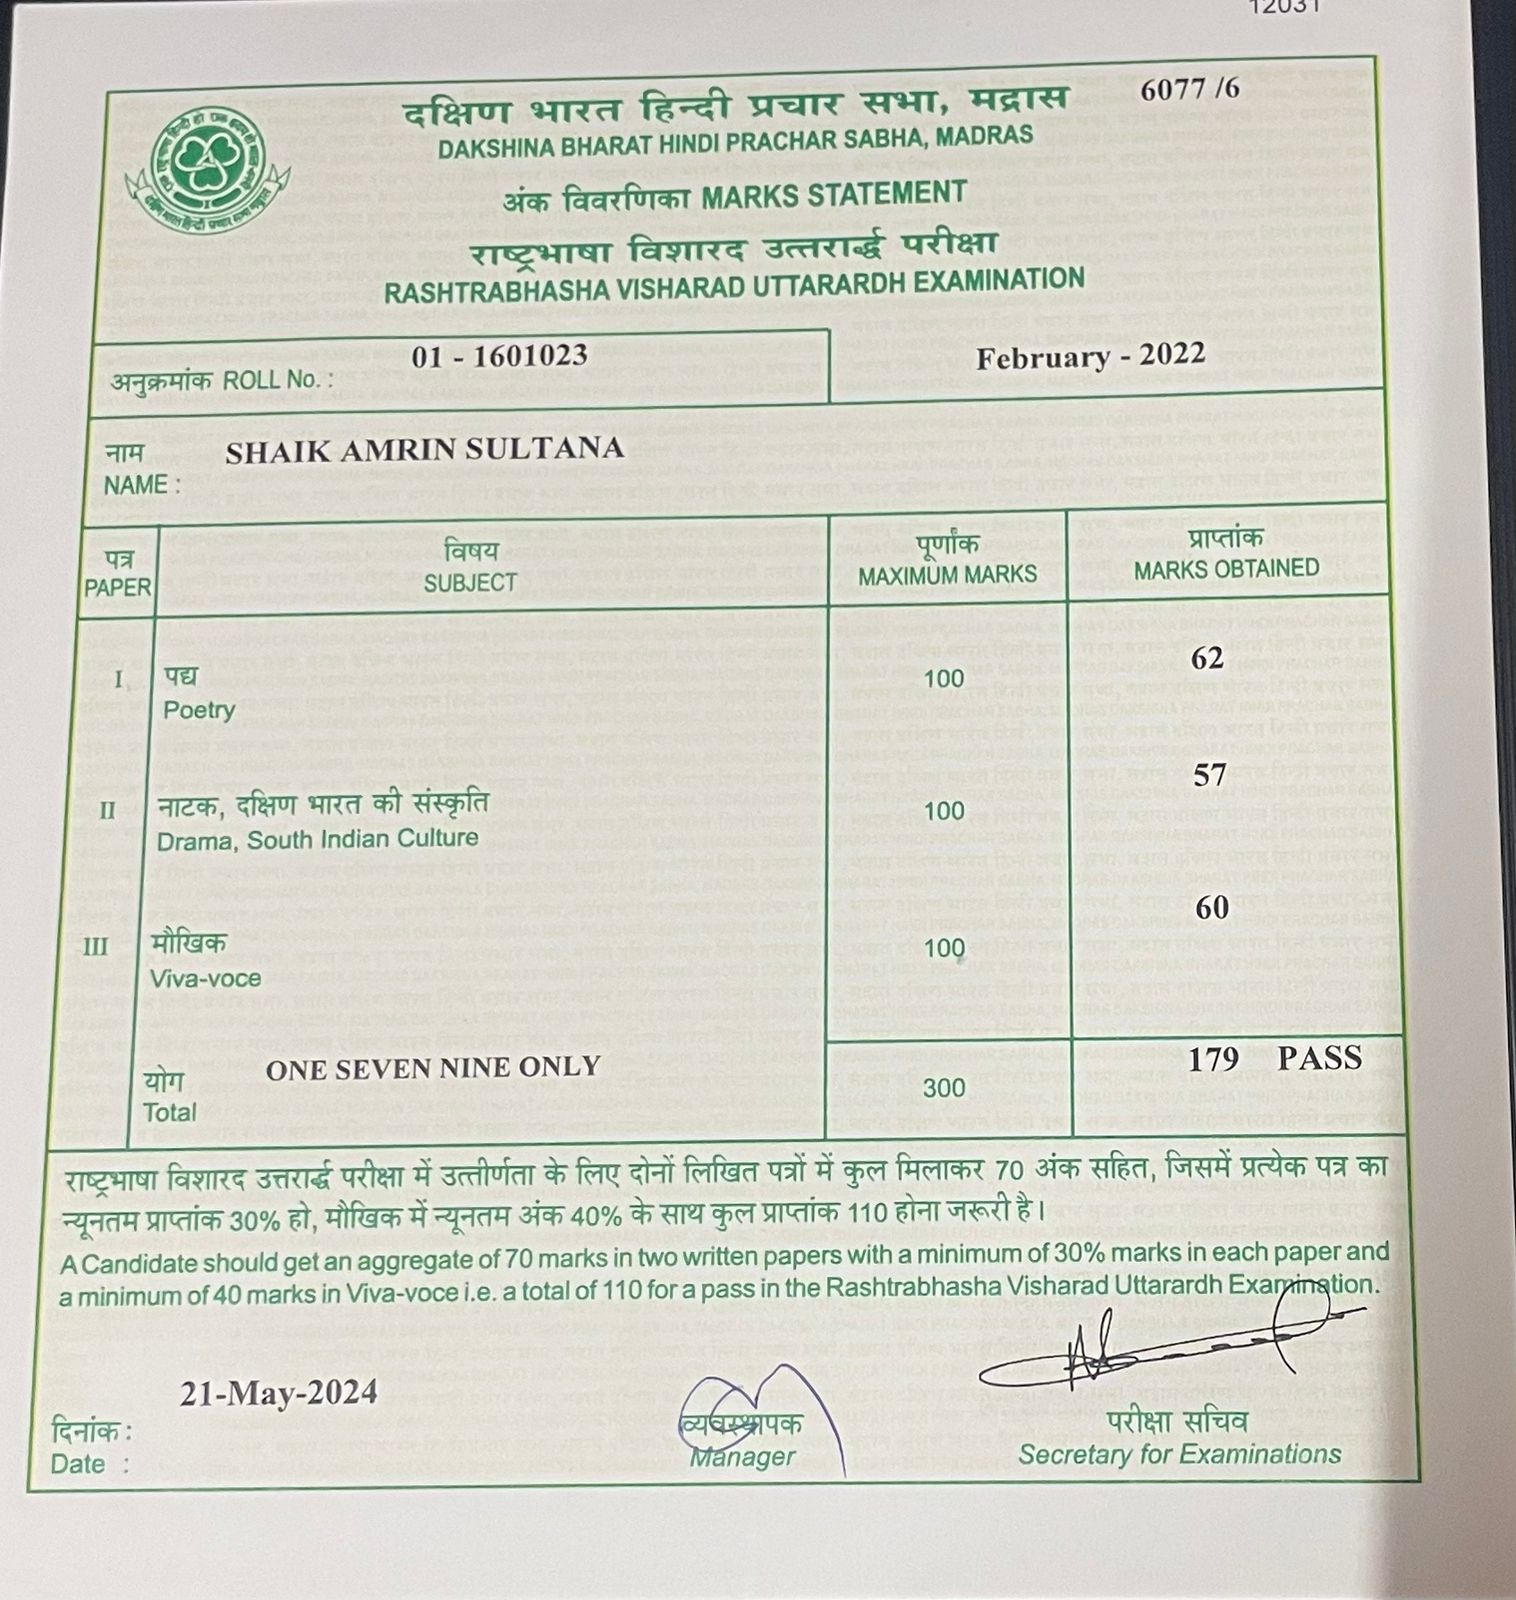 12031
6077 /6
दक्षिण भारत हिन्दी प्रचार सभा, मद्रास
DAKSHINA BHARAT HINDI PRACHAR SABHA, MADRAS
अंक विवरणिका MARKS STATEMENT
राष्ट्रभाषा विशारद उत्तरार्द्ध परीक्षा
RASHTRABHASHA VISHARAD UTTARARDH EXAMINATION
अनुक्रमांक ROLL No. : 01 - 1601023
February - 2022
नाम
NAME : SHAIK AMRIN SULTANA
पत्र विषय पूर्णांक प्राप्तांक
PAPER SUBJECT MAXIMUM MARKS MARKS OBTAINED
I पद्य 100 62
Poetry
II नाटक, दक्षिण भारत की संस्कृति 100 57
Drama, South Indian Culture
III मौखिक 100 60
Viva-voce
योग ONE SEVEN NINE ONLY 300 179 PASS
Total
राष्ट्रभाषा विशारद उत्तरार्द्ध परीक्षा में उत्तीर्णता के लिए दोनों लिखित पत्रों में कुल मिलाकर 70 अंक सहित, जिसमें प्रत्येक पत्र का
न्यूनतम प्राप्तांक 30% हो, मौखिक में न्यूनतम अंक 40% के साथ कुल प्राप्तांक 110 होना जरूरी है।
A Candidate should get an aggregate of 70 marks in two written papers with a minimum of 30% marks in each paper and
a minimum of 40 marks in Viva-voce i.e. a total of 110 for a pass in the Rashtrabhasha Visharad Uttarardh Examination.
21-May-2024
दिनांक : व्यवस्थापक परीक्षा सचिव
Date : Manager Secretary for Examinations